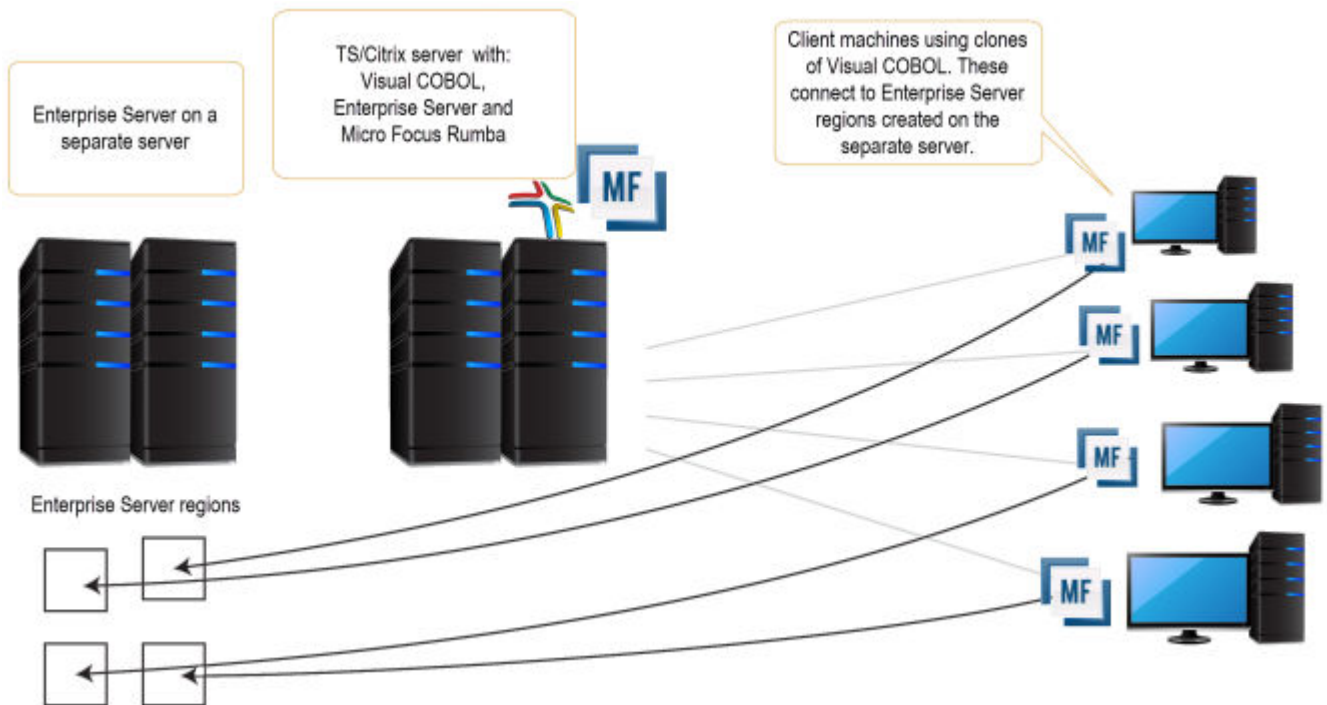 Enterprise Server on a
separate server
TS/Citrix server with:
Visual COBOL,
Enterprise Server and
Micro Focus Rumba
Client machines using clones
of Visual COBOL. These
connect to Enterprise Server
regions created on the
separate server.
MF
MF
MF
MF
MF
Enterprise Server regions